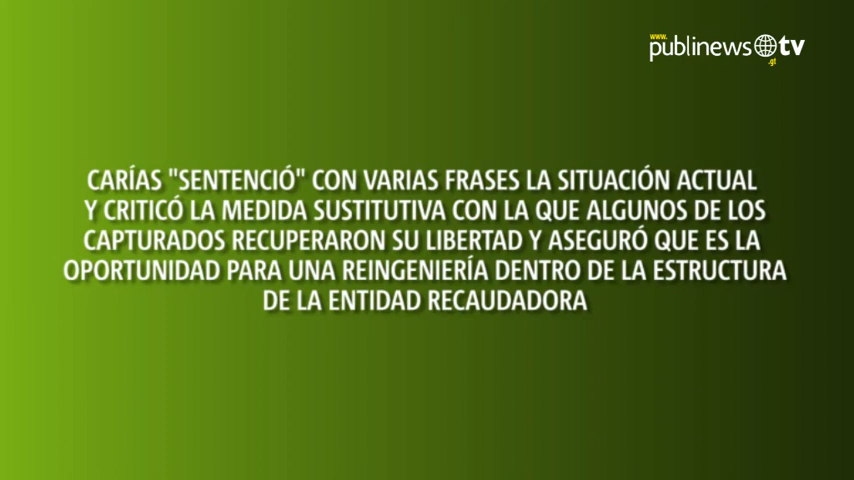 www.
publinews tv
.gt
CARÍAS "SENTENCIÓ" CON VARIAS FRASES LA SITUACIÓN ACTUAL
Y CRITICÓ LA MEDIDA SUSTITUTIVA CON LA QUE ALGUNOS DE LOS
CAPTURADOS RECUPERARON SU LIBERTAD Y ASEGURÓ QUE ES LA
OPORTUNIDAD PARA UNA REINGENIERÍA DENTRO DE LA ESTRUCTURA
DE LA ENTIDAD RECAUDADORA